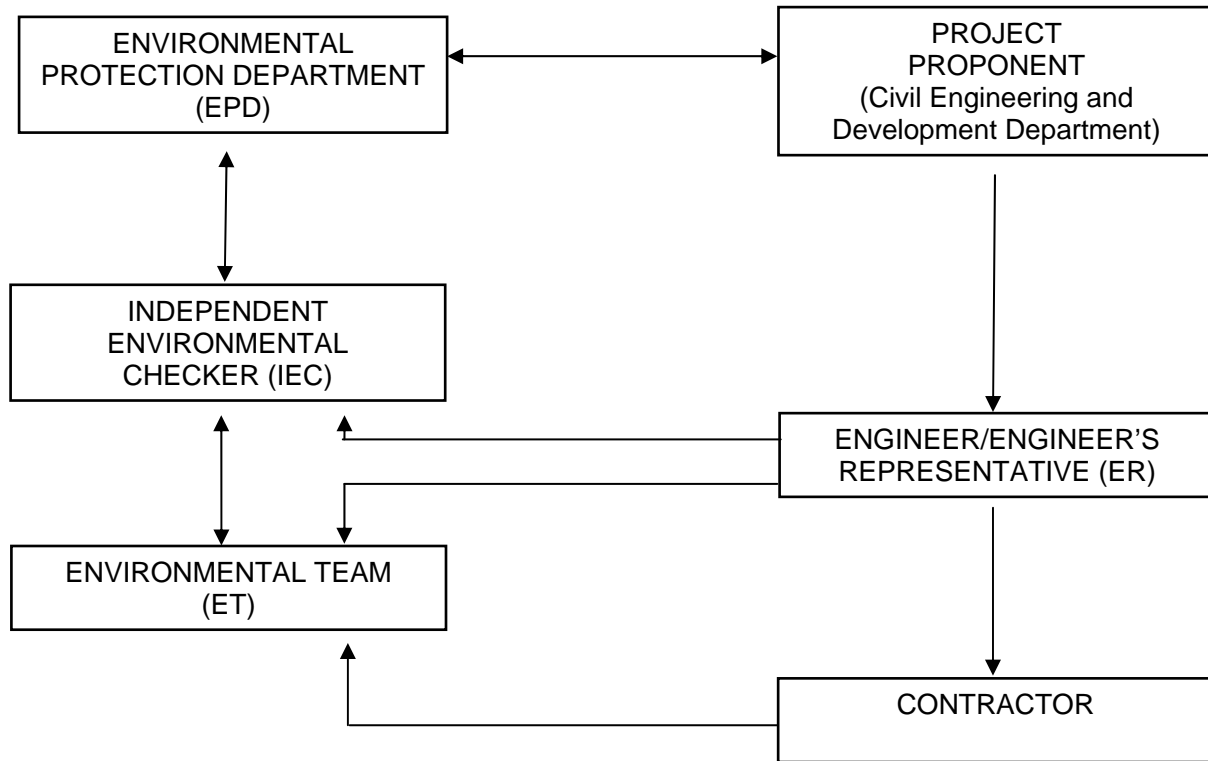 ENVIRONMENTAL
PROTECTION DEPARTMENT
(EPD)
PROJECT
PROPONENT
(Civil Engineering and
Development Department)
INDEPENDENT
ENVIRONMENTAL
CHECKER (IEC)
ENGINEER/ENGINEER’S
REPRESENTATIVE (ER)
ENVIRONMENTAL TEAM
(ET)
CONTRACTOR